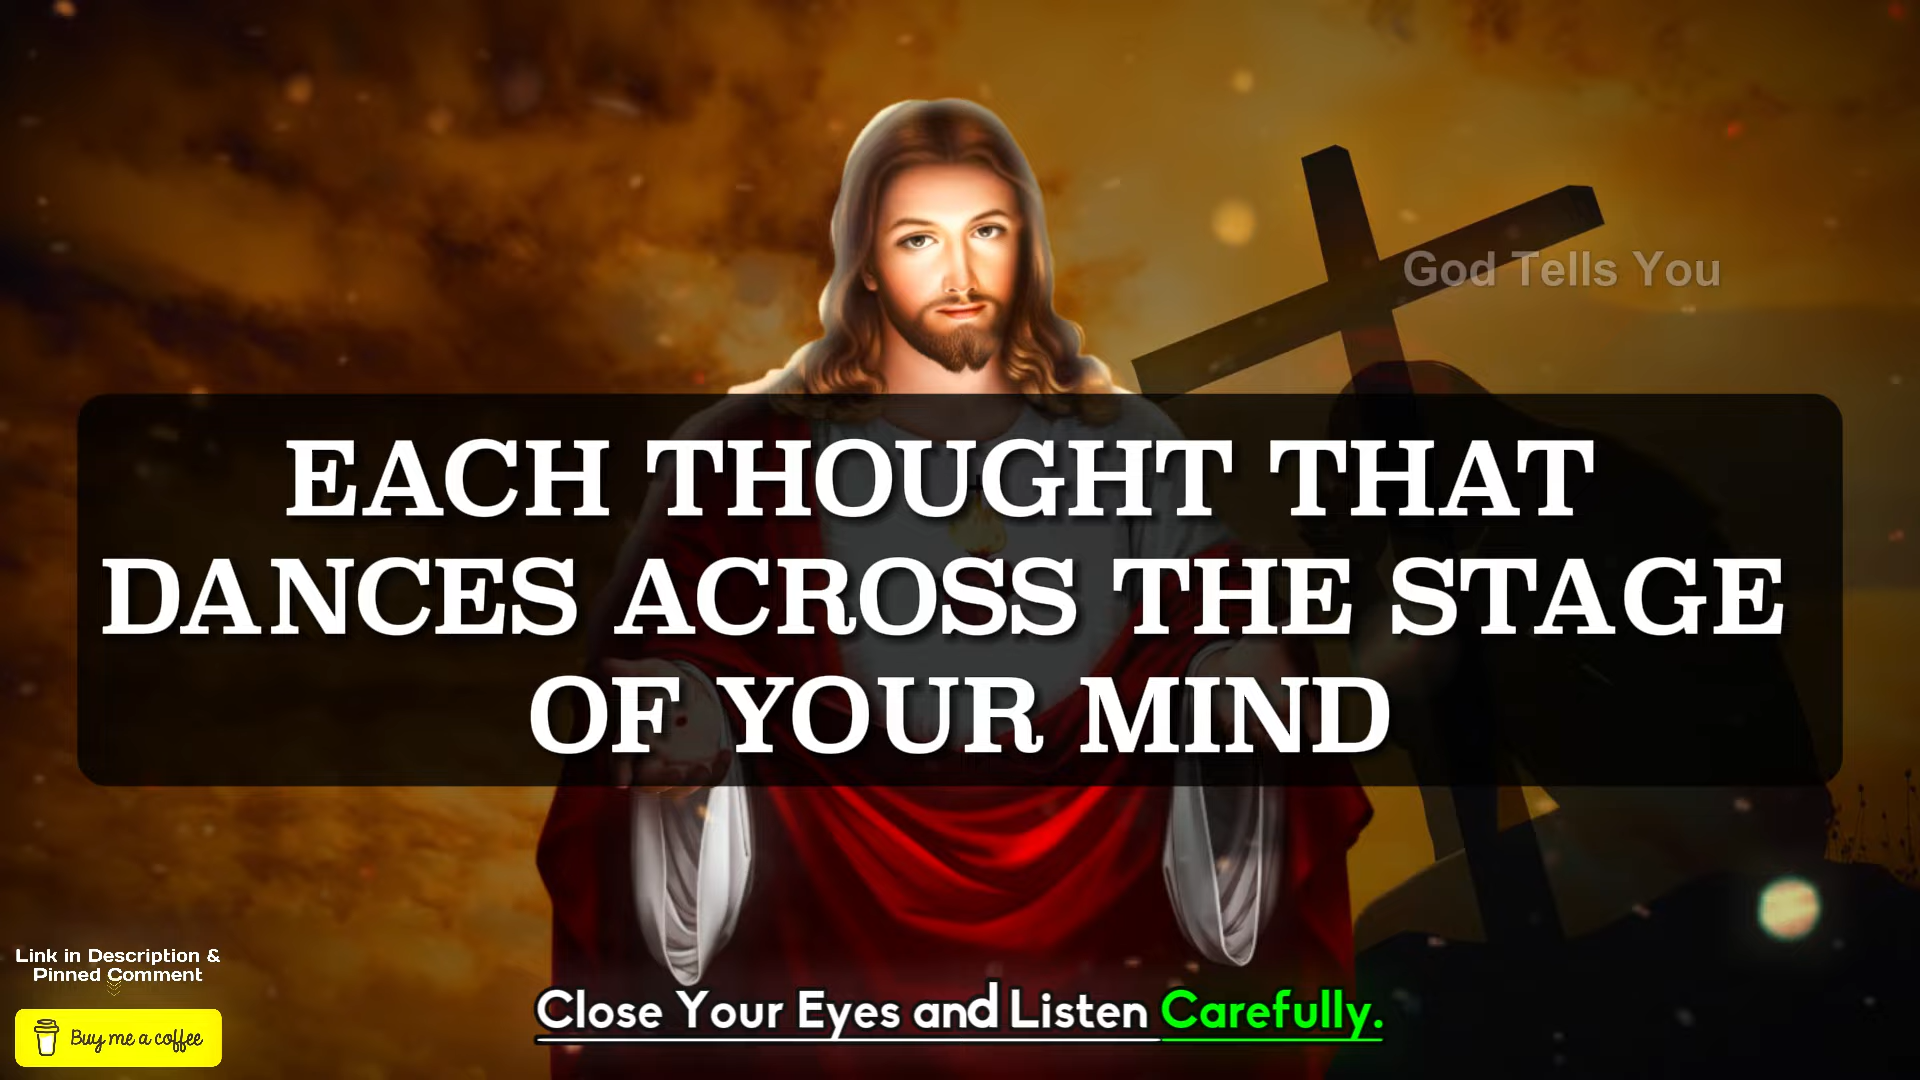 God Tells You
EACH THOUGHT THAT
DANCES ACROSS THE STAGE
OF YOUR MIND
Link in Description &
Pinned Comment
Buy me a coffee
Close Your Eyes and Listen Carefully.